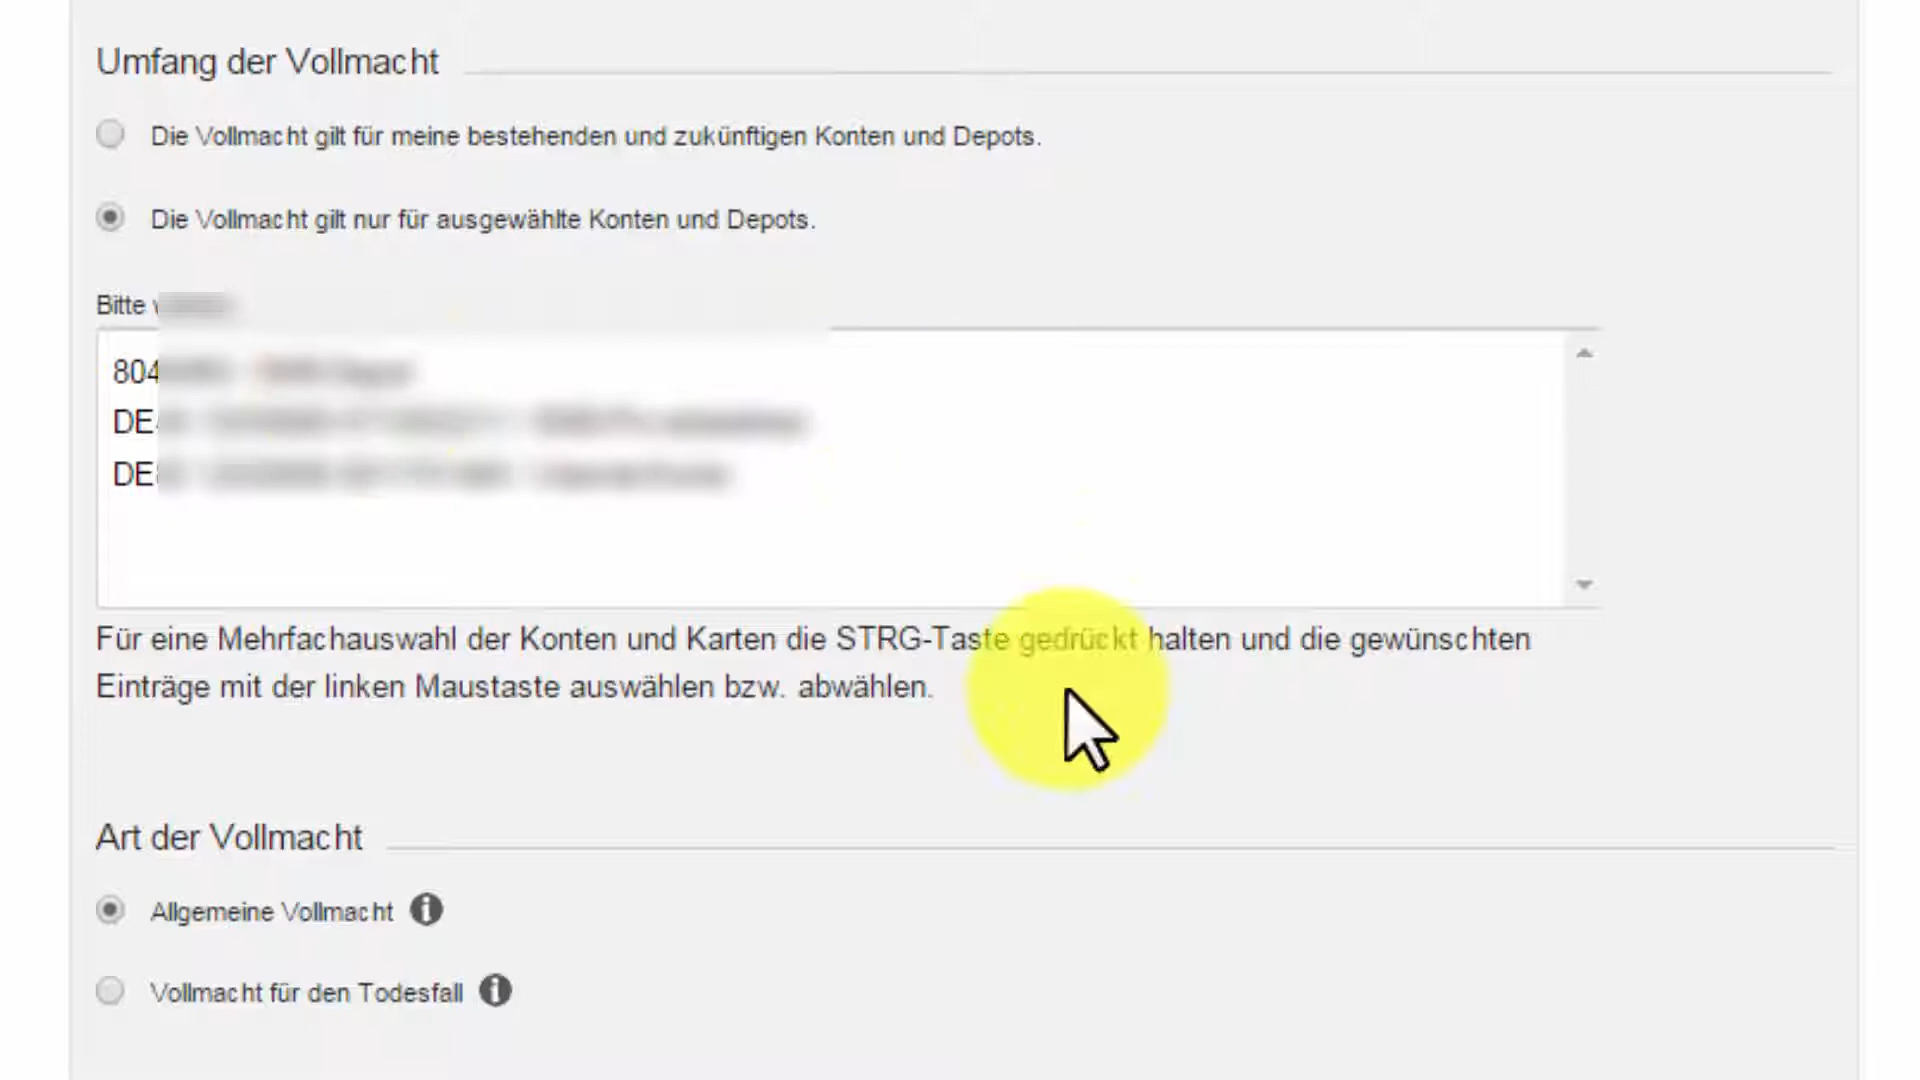 Umfang der Vollmacht
Die Vollmacht gilt für meine bestehenden und zukünftigen Konten und Depots.
Die Vollmacht gilt nur für ausgewählte Konten und Depots.
Bitte
804
DE
DE
Für eine Mehrfachauswahl der Konten und Karten die STRG-Taste gedrückt halten und die gewünschten
Einträge mit der linken Maustaste auswählen bzw. abwählen.
Art der Vollmacht
Allgemeine Vollmacht
Vollmacht für den Todesfall